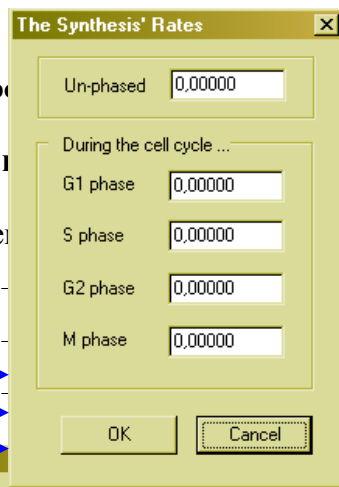 The Synthesis' Rates
Un-phased 0,00000
During the cell cycle ...
G1 phase 0,00000
S phase 0,00000
G2 phase 0,00000
M phase 0,00000
OK Cancel